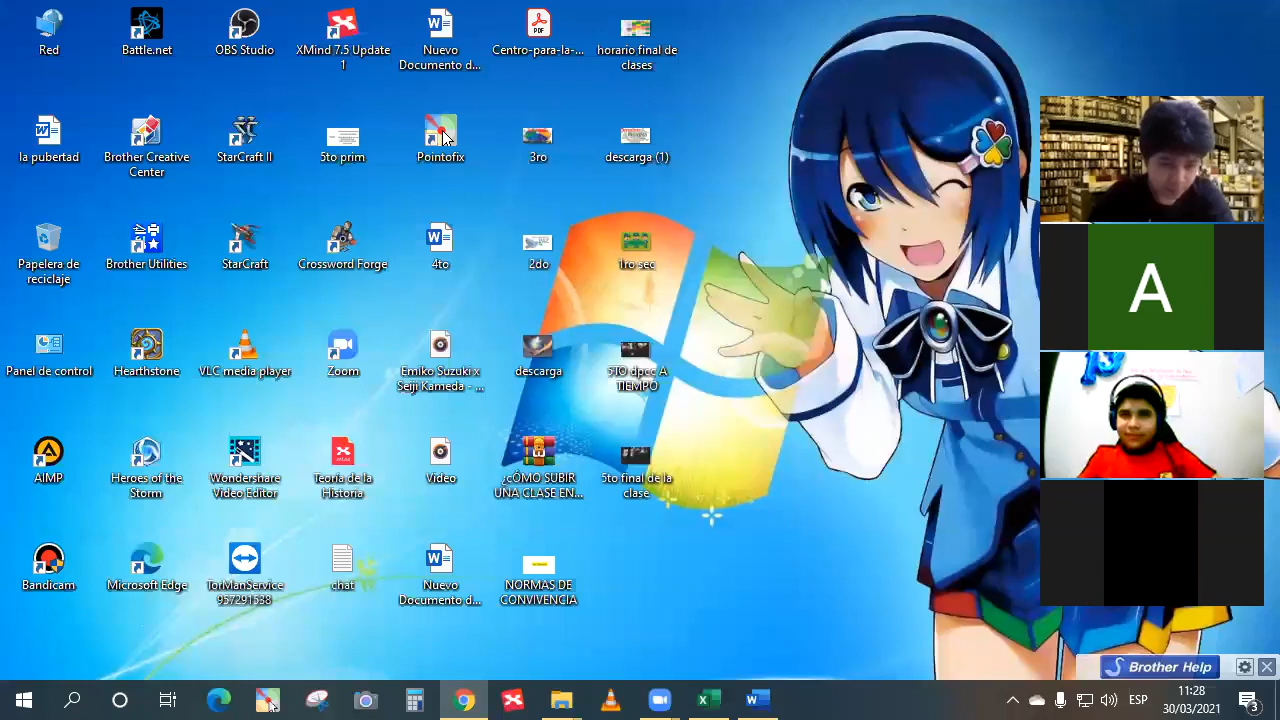 Red
Battle.net
OBS Studio
XMind 7.5 Update
1
Nuevo
Documento d...
PDF
Centro-para-la-...
horario final de
clases
la pubertad
Brother Creative
Center
StarCraft II
5to prim
Pointofix
3ro
descarga (1)
Papelera de
reciclaje
Brother Utilities
StarCraft
Crossword Forge
4to
2do
1ro sec
A
Panel de control
Hearthstone
VLC media player
Zoom
Emiko Suzuki x
Seiji Kameda - ...
descarga
5TO dpcc A
TIEMPO
AIMP
Heroes of the
Storm
Wondershare
Video Editor
Teoria de la
Historia
Video
¿CÓMO SUBIR
UNA CLASE EN...
5to final de la
clase
Bandicam
Microsoft Edge
TorManService
957291538
chat
Nuevo
Documento d...
NORMAS DE
CONVIVENCIA
Brother Help
ESP
11:28
30/03/2021
3